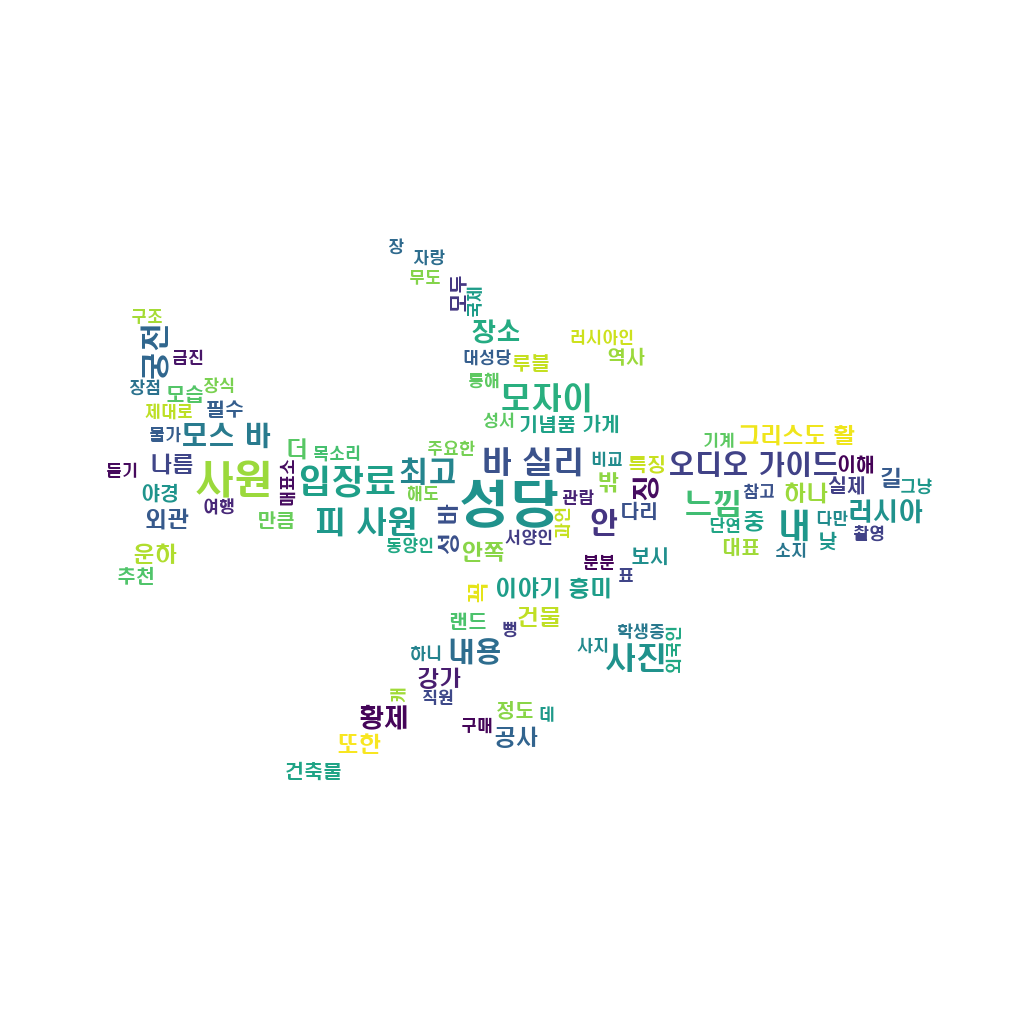 장
자랑
무도
모두
국제
구조
장소
러시아인
궁전
금진
대성당
루블
역사
장점
모습
장식
통해
모자이
제대로
필수
성서
기념품 가게
물가
모스 바
더
목소리
주요한
기계
그리스도 활
듣기
나름
사원
매표소
입장료
최고
바 실리
비교
특징
오디오 가이드
이해
야경
여행
해도
성당
관람
밖
징
느낌
참고
하나
실제
길
그냥
외관
만큼
피 사원
성 바
과연
안
다리
단연
중
내
다만
러시아
운하
동양인
안쪽
서양인
보시
대표
소지
낮
촬영
추천
꼭
이야기 흥미
분분
표
랜드
뻥
건물
학생증
하니
내용
사지
사진
외국인
강가
캐
직원
황제
구매
정도
데
또한
공사
건축물